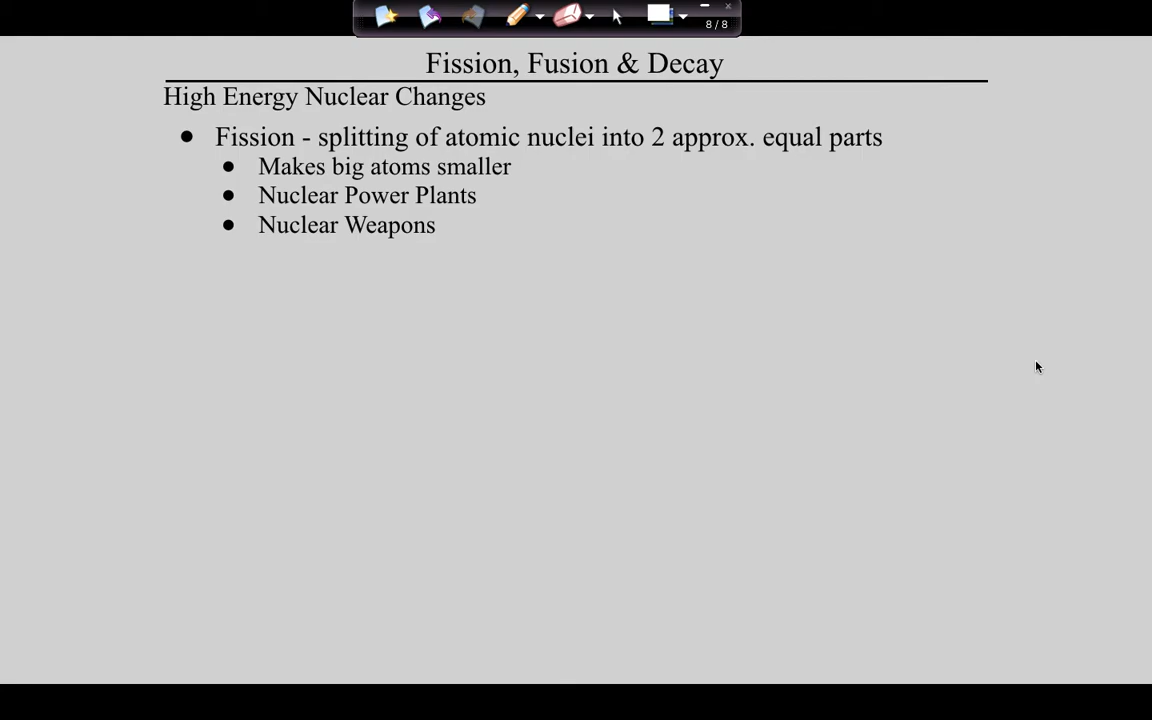 8 / 8
Fission, Fusion & Decay
High Energy Nuclear Changes
● Fission - splitting of atomic nuclei into 2 approx. equal parts
● Makes big atoms smaller
● Nuclear Power Plants
● Nuclear Weapons